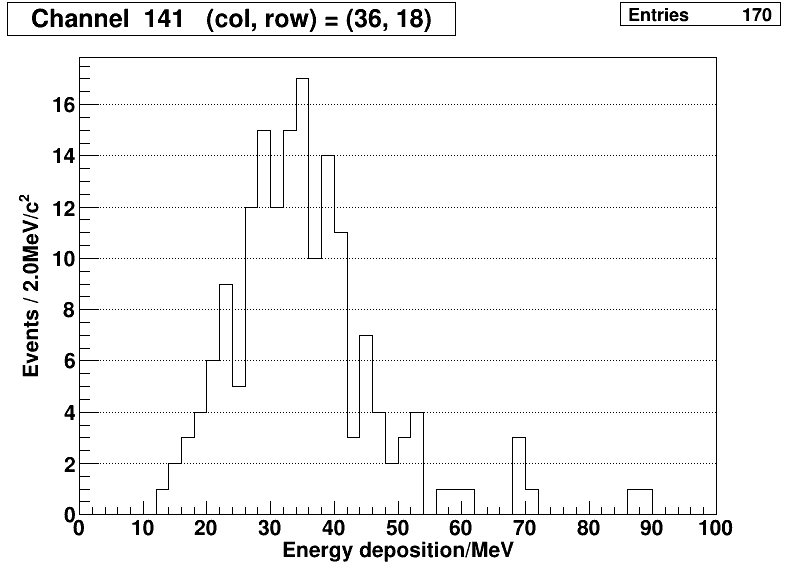 Channel 141 (col, row) = (36, 18)
Entries 170
Events / 2.0MeV/c²
16
14
12
10
8
6
4
2
0
0 10 20 30 40 50 60 70 80 90 100
Energy deposition/MeV